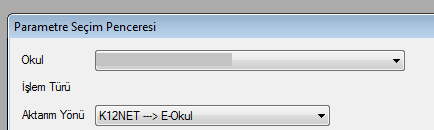 Parametre Seçim Penceresi
Okul
İşlem Türü
Aktarım Yönü K12NET ---> E-Okul